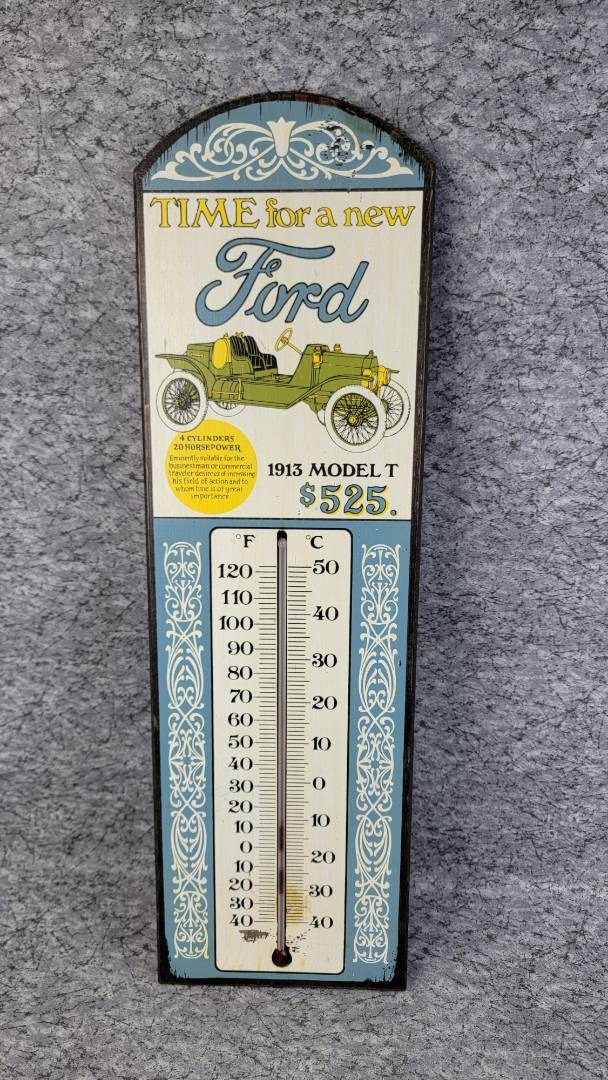 TIME for a new
Ford
4 CYLINDERS
20 HORSEPOWER
Eminently suitable for the
businessman or commercial
traveler desirous of increasing
his field of action and to
whom time is of great
importance.
1913 MODEL T
$525.
°F °C
120 50
110
100 40
90
80 30
70
60 20
50 10
40
30 0
20
10 10
0
10 20
20
30 30
40 40